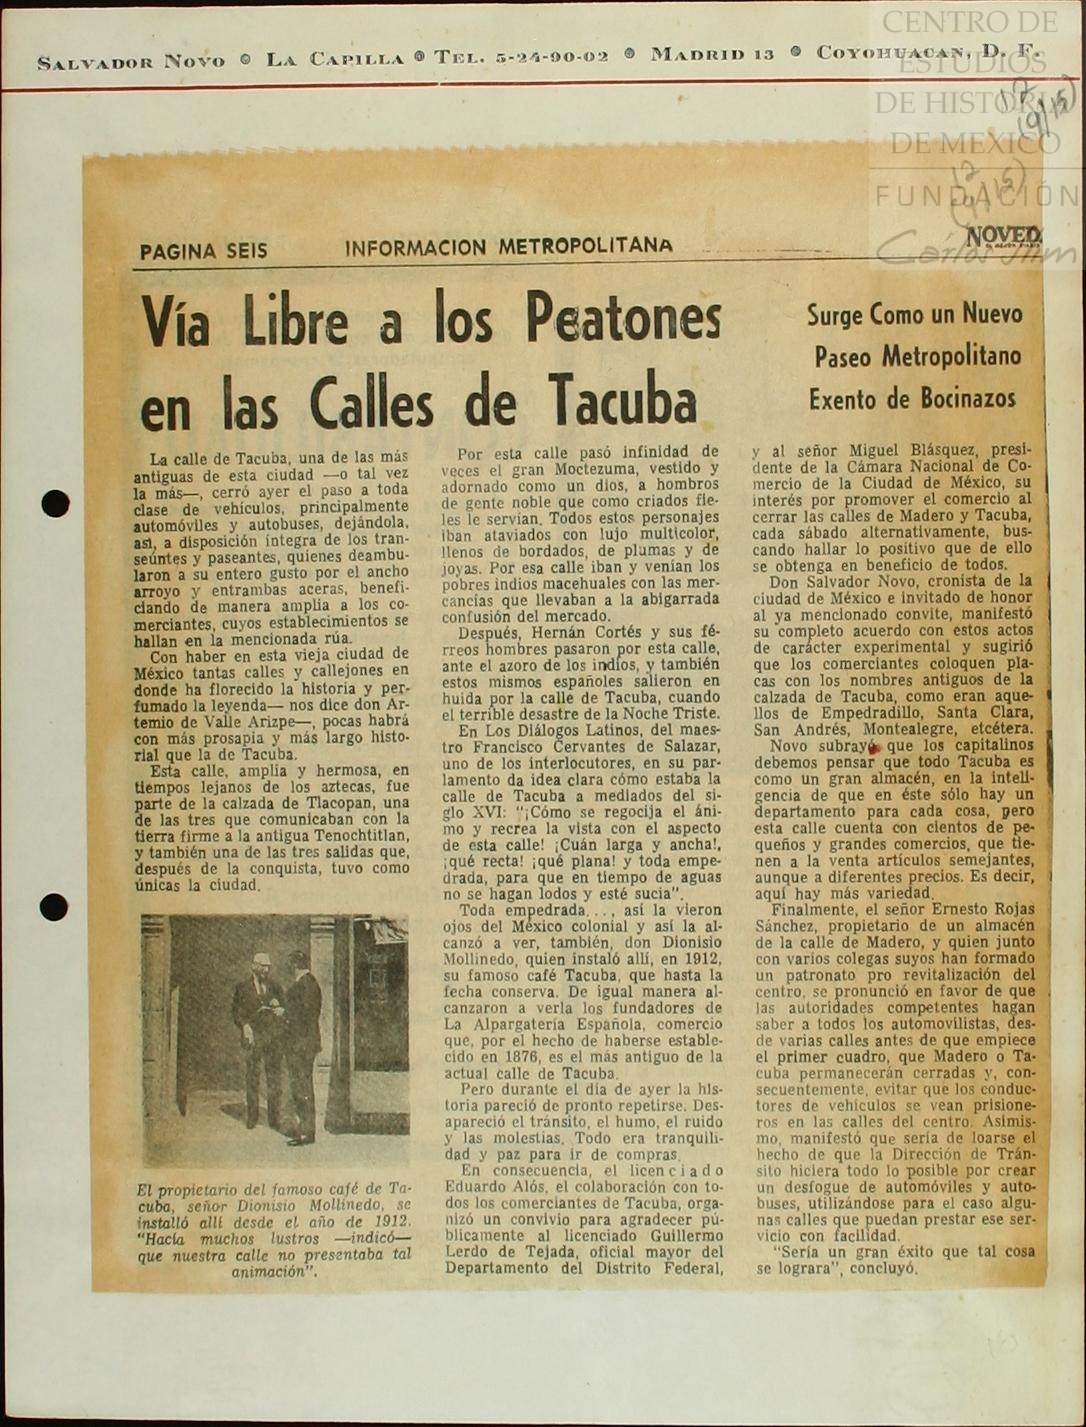 SALVADOR NOVO ● LA CAPILLA ● TEL. 5-24-90-02 ● MADRID 13 ● COYOHUACAN, D. F.
CENTRO DE
ESTUDIOS
DE HISTORIA
DE MEXICO
FUNDACIÓN
Carlos Slim
17
(9/15)
12
PAGINA SEIS INFORMACION METROPOLITANA NOVED
Vía Libre a los Peatones
en las Calles de Tacuba
Surge Como un Nuevo
Paseo Metropolitano
Exento de Bocinazos
La calle de Tacuba, una de las más
antiguas de esta ciudad —o tal vez
la más—, cerró ayer el paso a toda
clase de vehículos, principalmente
automóviles y autobuses, dejándola,
así, a disposición íntegra de los tran-
seúntes y paseantes, quienes deambu-
laron a su entero gusto por el ancho
arroyo y entrambas aceras, benefi-
ciando de manera amplia a los co-
merciantes, cuyos establecimientos se
hallan en la mencionada rúa.
Con haber en esta vieja ciudad de
México tantas calles y callejones en
donde ha florecido la historia y per-
fumado la leyenda— nos dice don Ar-
temio de Valle Arizpe—, pocas habrá
con más prosapia y más largo histo-
rial que la de Tacuba.
Esta calle, amplia y hermosa, en
tiempos lejanos de los aztecas, fue
parte de la calzada de Tlacopan, una
de las tres que comunicaban con la
tierra firme a la antigua Tenochtitlan,
y también una de las tres salidas que,
después de la conquista, tuvo como
únicas la ciudad.
El propietario del famoso café de Ta-
cuba, señor Dionisio Mollinedo, se
instaló allí desde el año de 1912.
"Hacía muchos lustros —indicó—
que nuestra calle no presentaba tal
animación".
Por esta calle pasó infinidad de
veces el gran Moctezuma, vestido y
adornado como un dios, a hombros
de gente noble que como criados fie-
les le servían. Todos estos personajes
iban ataviados con lujo multicolor,
llenos de bordados, de plumas y de
joyas. Por esa calle iban y venían los
pobres indios macehuales con las mer-
cancías que llevaban a la abigarrada
confusión del mercado.
Después, Hernán Cortés y sus fé-
rreos hombres pasaron por esta calle,
ante el azoro de los indios, y también
estos mismos españoles salieron en
huida por la calle de Tacuba, cuando
el terrible desastre de la Noche Triste.
En Los Diálogos Latinos, del maes-
tro Francisco Cervantes de Salazar,
uno de los interlocutores, en su par-
lamento da idea clara cómo estaba la
calle de Tacuba a mediados del si-
glo XVI: "¡Cómo se regocija el áni-
mo y recrea la vista con el aspecto
de esta calle! ¡Cuán larga y ancha!,
¡qué recta! ¡qué plana! y toda empe-
drada, para que en tiempo de aguas
no se hagan lodos y esté sucia".
Toda empedrada..., así la vieron
ojos del México colonial y así la al-
canzó a ver, también, don Dionisio
Mollinedo, quien instaló allí, en 1912,
su famoso café Tacuba, que hasta la
fecha conserva. De igual manera al-
canzaron a verla los fundadores de
La Alpargatería Española, comercio
que, por el hecho de haberse estable-
cido en 1876, es el más antiguo de la
actual calle de Tacuba.
Pero durante el día de ayer la his-
toria pareció de pronto repetirse. Des-
apareció el tránsito, el humo, el ruido
y las molestias. Todo era tranquili-
dad y paz para ir de compras.
En consecuencia, el licenciado
Eduardo Alós, el colaboración con to-
dos los comerciantes de Tacuba, orga-
nizó un convivio para agradecer pú-
blicamente al licenciado Guillermo
Lerdo de Tejada, oficial mayor del
Departamento del Distrito Federal,
y al señor Miguel Blásquez, presi-
dente de la Cámara Nacional de Co-
mercio de la Ciudad de México, su
interés por promover el comercio al
cerrar las calles de Madero y Tacuba,
cada sábado alternativamente, bus-
cando hallar lo positivo que de ello
se obtenga en beneficio de todos.
Don Salvador Novo, cronista de la
ciudad de México e invitado de honor
al ya mencionado convite, manifestó
su completo acuerdo con estos actos
de carácter experimental y sugirió
que los comerciantes coloquen pla-
cas con los nombres antiguos de la
calzada de Tacuba, como eran aque-
llos de Empedradillo, Santa Clara,
San Andrés, Montealegre, etcétera.
Novo subrayó que los capitalinos
debemos pensar que todo Tacuba es
como un gran almacén, en la inteli-
gencia de que en éste sólo hay un
departamento para cada cosa, pero
esta calle cuenta con cientos de pe-
queños y grandes comercios, que tie-
nen a la venta artículos semejantes,
aunque a diferentes precios. Es decir,
aquí hay más variedad.
Finalmente, el señor Ernesto Rojas
Sánchez, propietario de un almacén
de la calle de Madero, y quien junto
con varios colegas suyos han formado
un patronato pro revitalización del
centro, se pronunció en favor de que
las autoridades competentes hagan
saber a todos los automovilistas, des-
de varias calles antes de que empiece
el primer cuadro, que Madero o Ta-
cuba permanecerán cerradas y, con-
secuentemente, evitar que los conduc-
tores de vehículos se vean prisione-
ros en las calles del centro. Asimis-
mo, manifestó que sería de loarse el
hecho de que la Dirección de Trán-
sito hiciera todo lo posible por crear
un desfogue de automóviles y auto-
buses, utilizándose para el caso algu-
nas calles que puedan prestar ese ser-
vicio con facilidad.
"Sería un gran éxito que tal cosa
se lograra", concluyó.